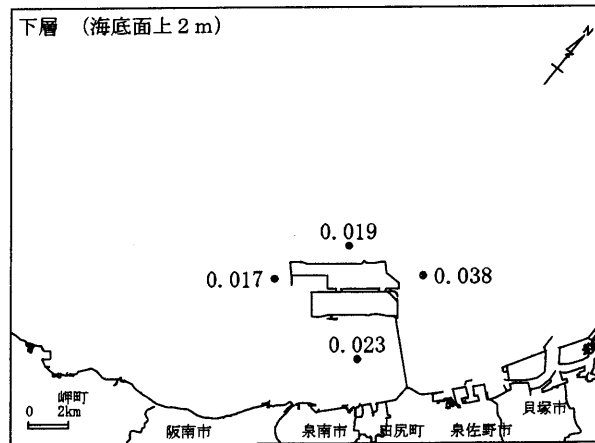 下層 (海底面上2m)
N
0.019
0.017
0.038
0.023
岬町
0 2km
阪南市
泉南市
田尻町
泉佐野市
貝塚市